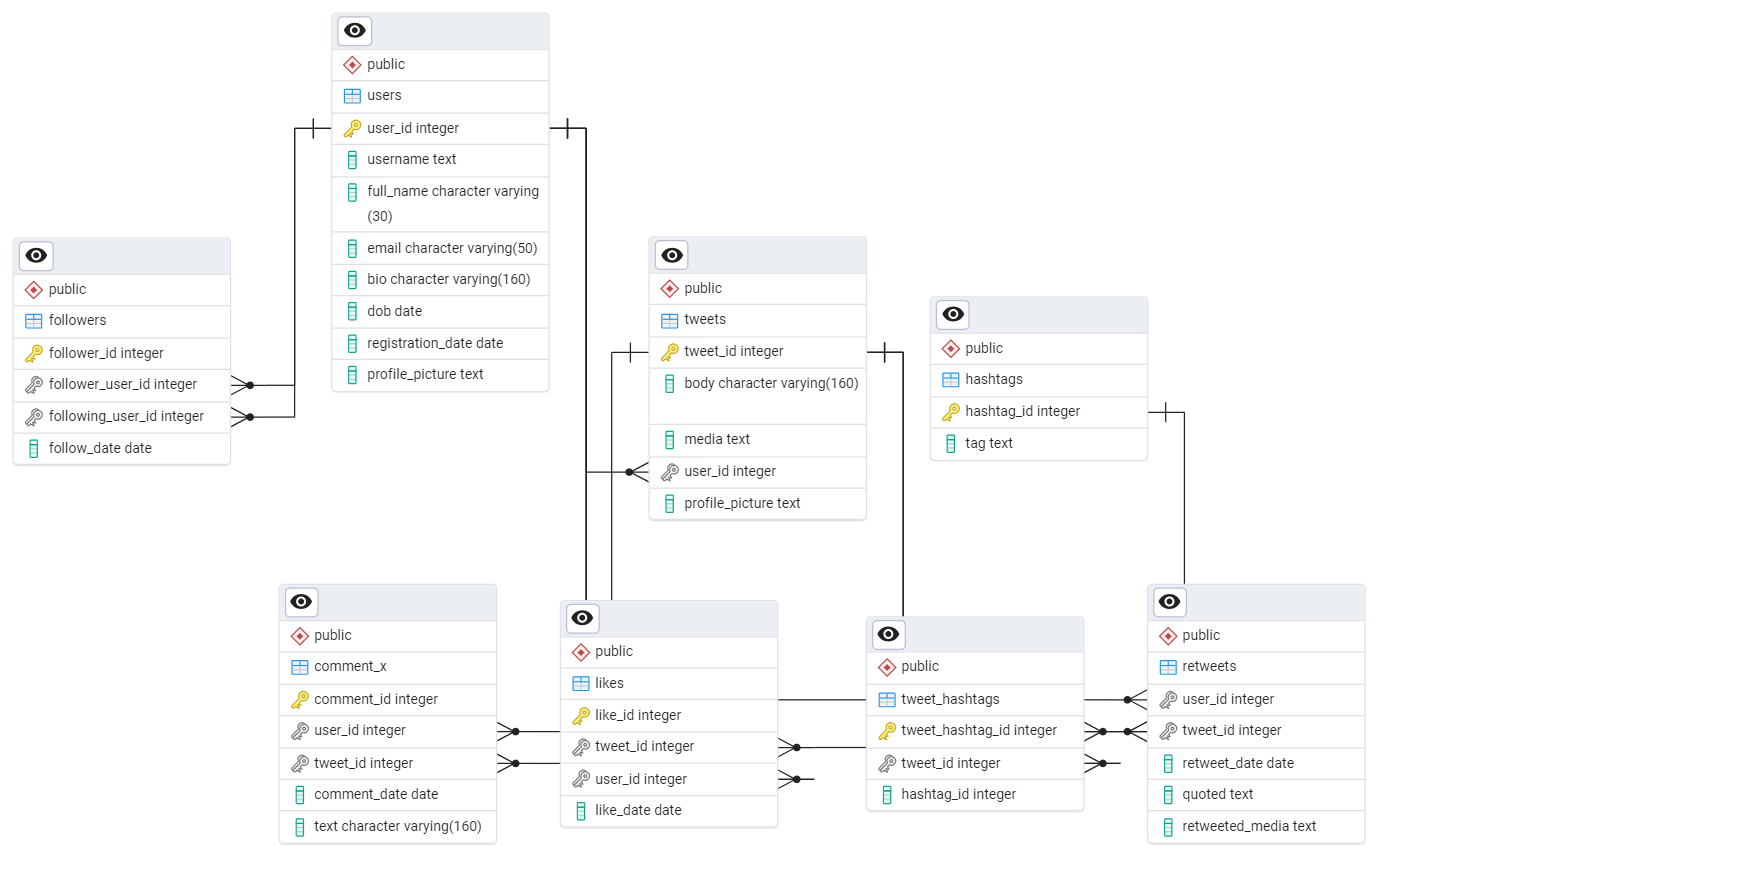 public
users
user_id integer
username text
full_name character varying
(30)
email character varying(50)
bio character varying(160)
dob date
registration_date date
profile_picture text
public
followers
follower_id integer
follower_user_id integer
following_user_id integer
follow_date date
public
tweets
tweet_id integer
body character varying(160)
media text
user_id integer
profile_picture text
public
hashtags
hashtag_id integer
tag text
public
comment_x
comment_id integer
user_id integer
tweet_id integer
comment_date date
text character varying(160)
public
likes
like_id integer
tweet_id integer
user_id integer
like_date date
public
tweet_hashtags
tweet_hashtag_id integer
tweet_id integer
hashtag_id integer
public
retweets
user_id integer
tweet_id integer
retweet_date date
quoted text
retweeted_media text